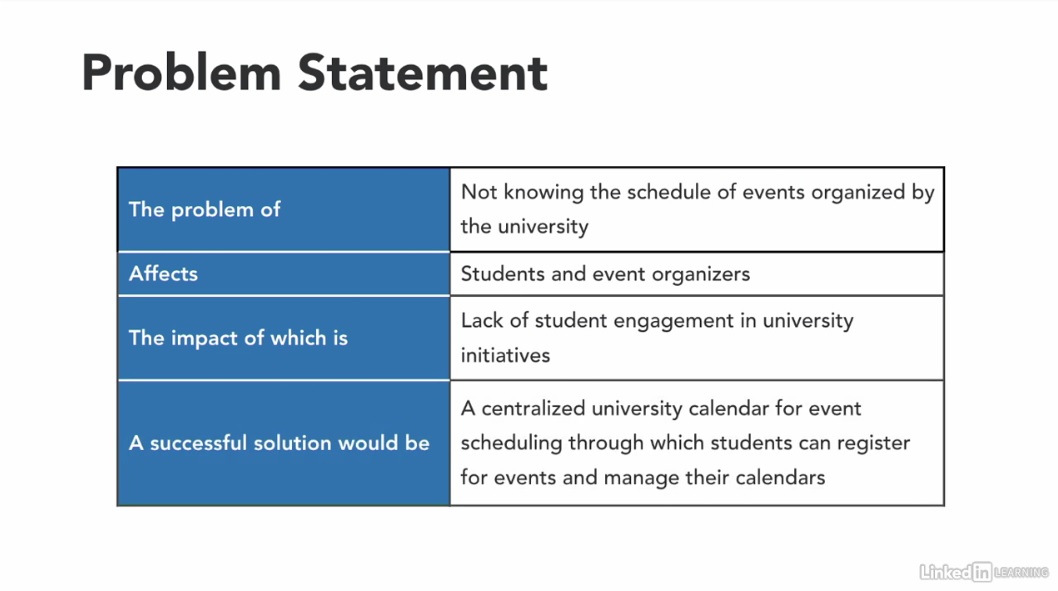 Problem Statement
The problem of
Not knowing the schedule of events organized by
the university
Affects
Students and event organizers
The impact of which is
Lack of student engagement in university
initiatives
A successful solution would be
A centralized university calendar for event
scheduling through which students can register
for events and manage their calendars
Linked in LEARNING